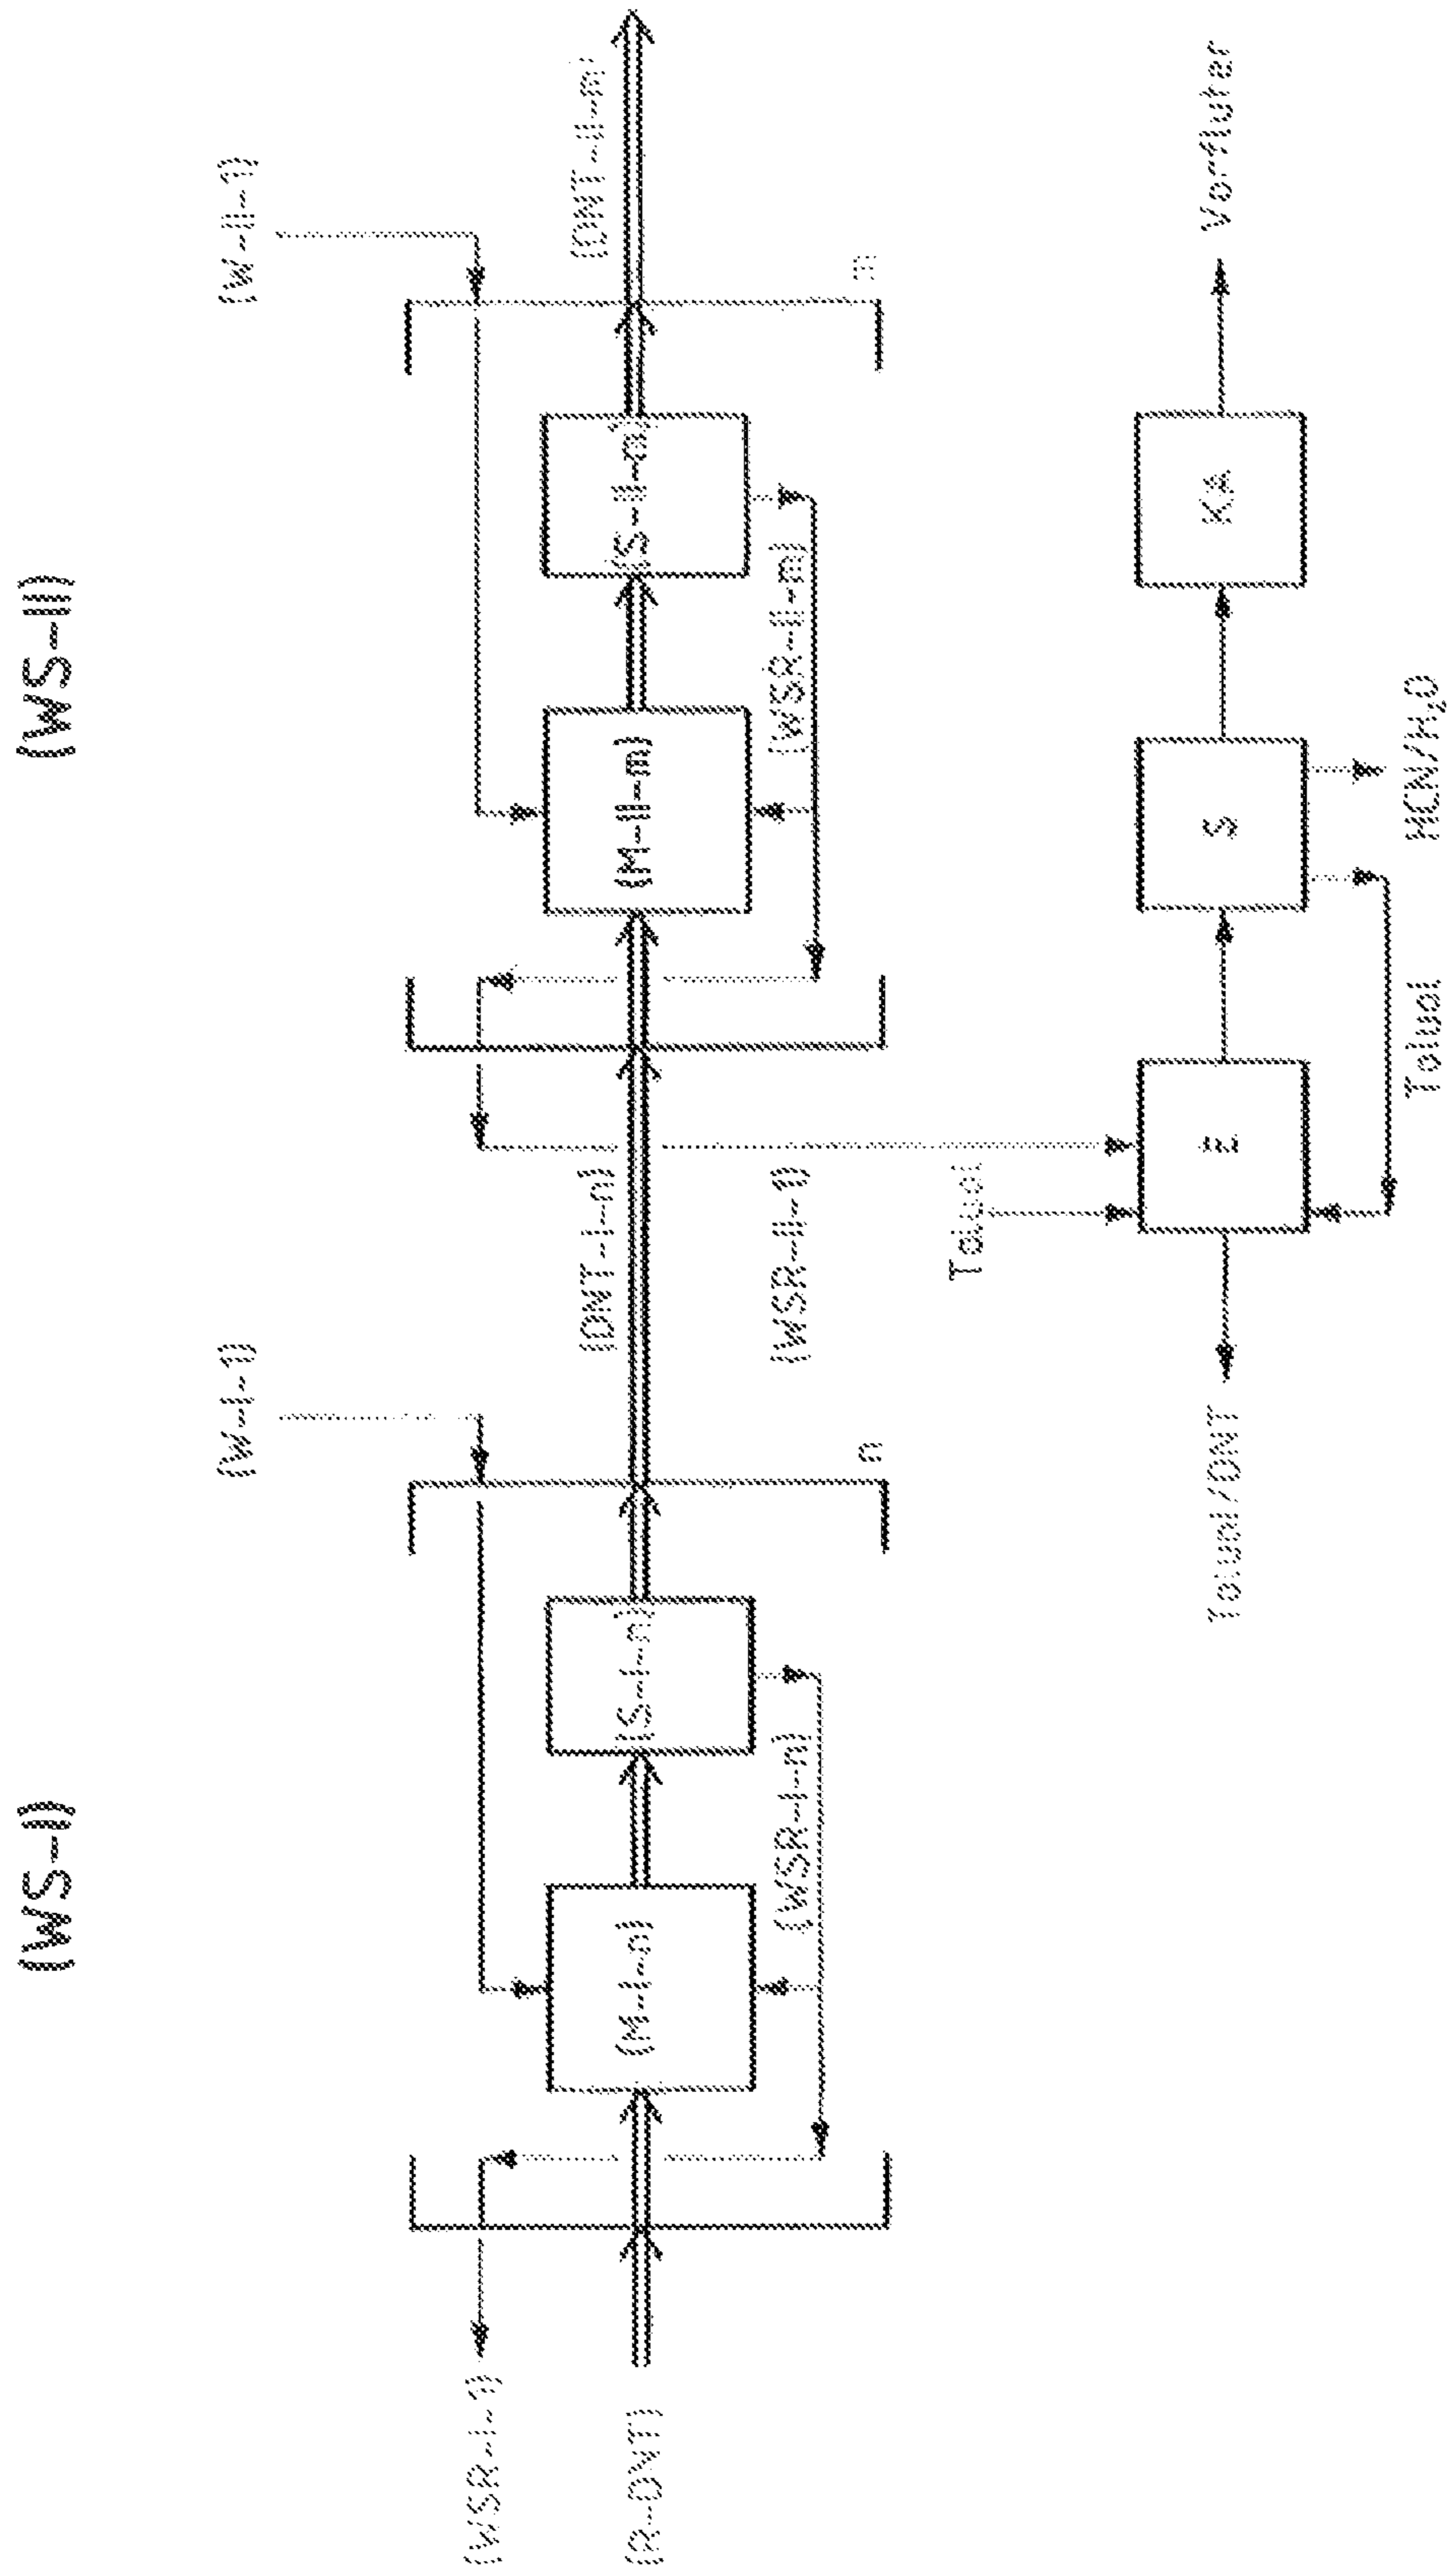 (WS-I)
(WS-II)
(W-I-1)
(W-II-1)
(WSR-I-1)
(R-DNT)
(M-I-n)
(S-I-n)
(DNT-I-n)
(M-II-m)
(DNT-II-m)
(WSR-I-n)
n
(WSR-II-1)
(WSR-II-m)
m
Toluol
Toluol/DNT
E
S
KA
Vorfluter
Toluol
HCN/H₂O